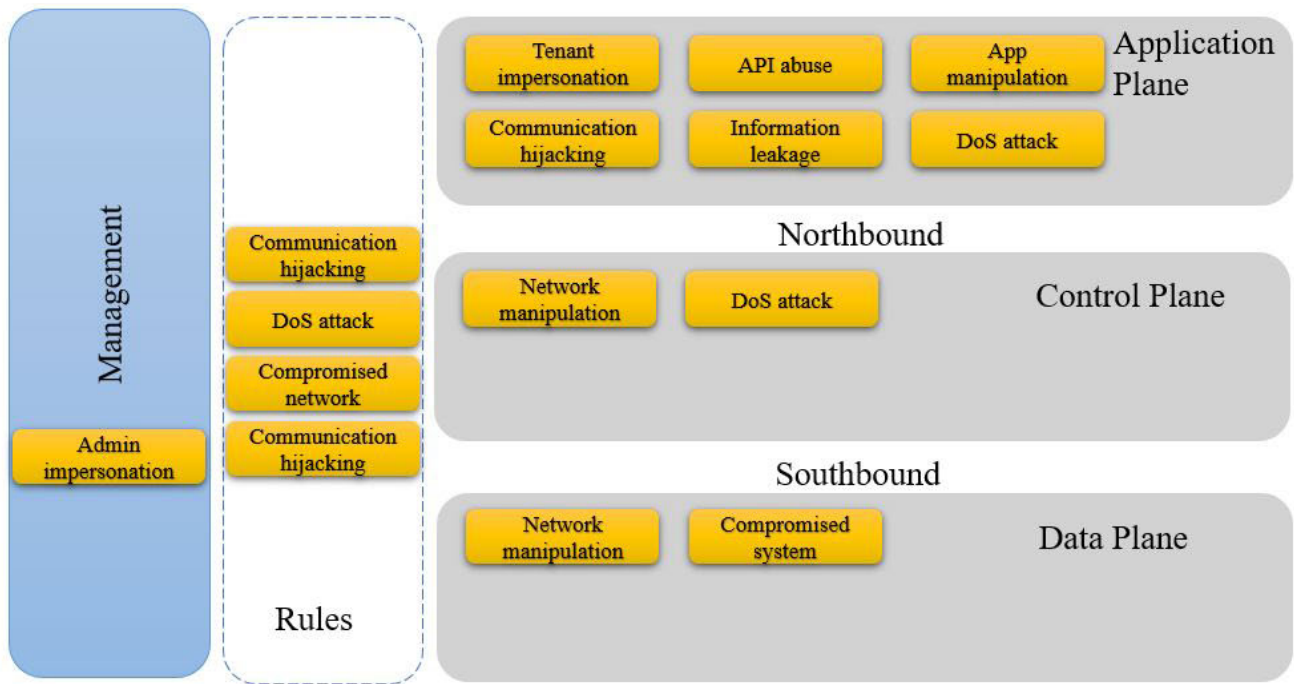 Management
Admin
impersonation
Communication
hijacking
DoS attack
Compromised
network
Communication
hijacking
Rules
Tenant
impersonation
API abuse
App
manipulation
Application
Plane
Communication
hijacking
Information
leakage
DoS attack
Northbound
Network
manipulation
DoS attack
Control Plane
Southbound
Network
manipulation
Compromised
system
Data Plane